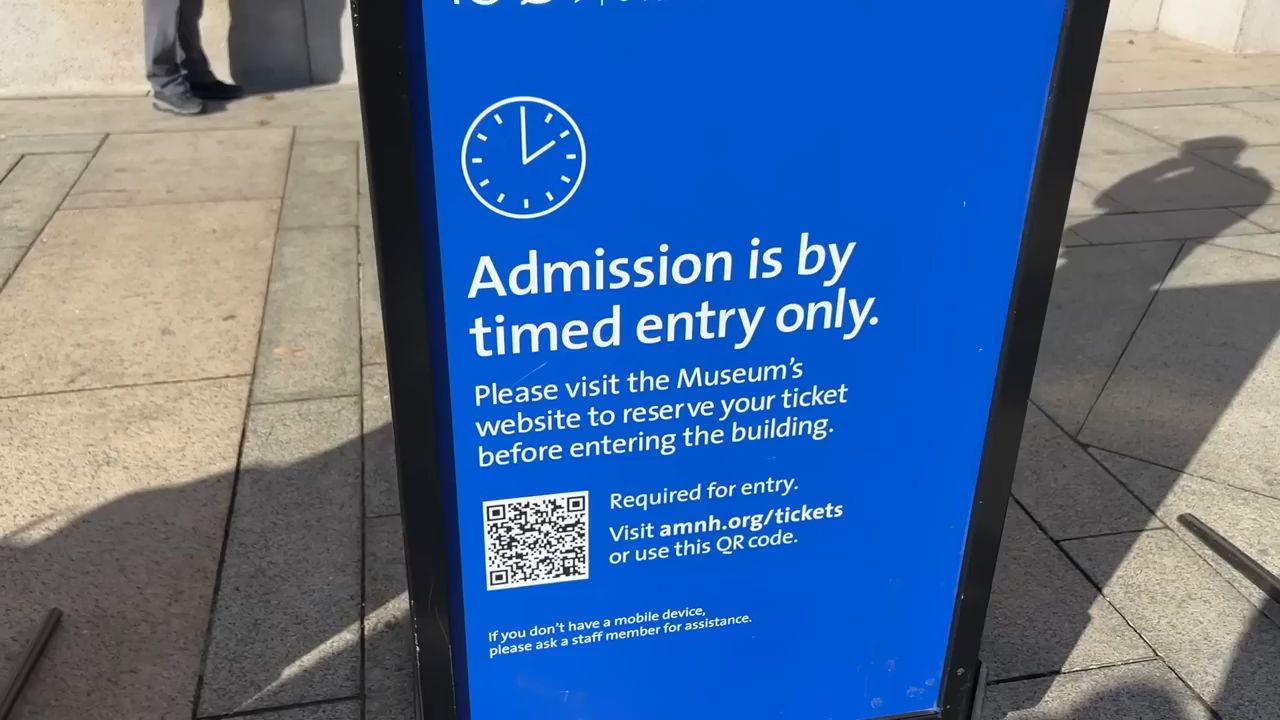 Admission is by
timed entry only.
Please visit the Museum's
website to reserve your ticket
before entering the building.
Required for entry.
Visit amnh.org/tickets
or use this QR code.
If you don't have a mobile device,
please ask a staff member for assistance.